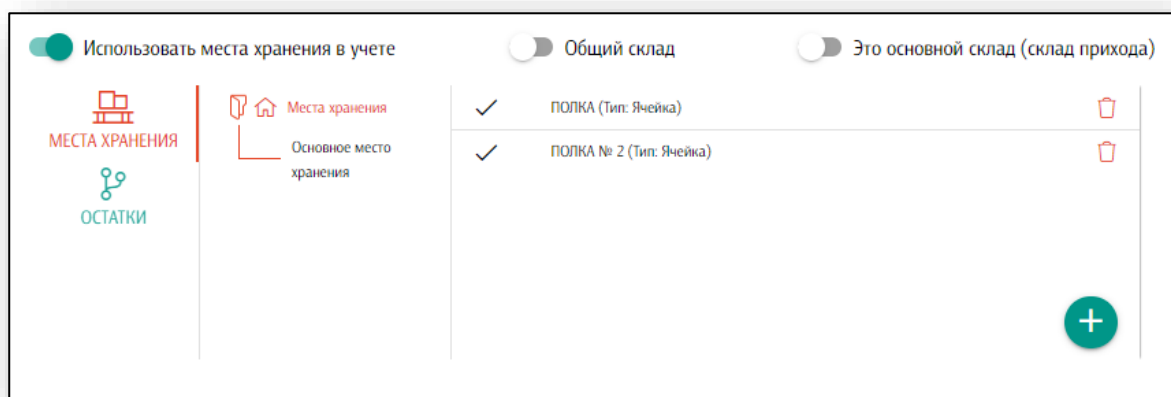 Использовать места хранения в учете
Общий склад
Это основной склад (склад прихода)
МЕСТА ХРАНЕНИЯ
ОСТАТКИ
Места хранения
Основное место
хранения
ПОЛКА (Тип: Ячейка)
ПОЛКА № 2 (Тип: Ячейка)